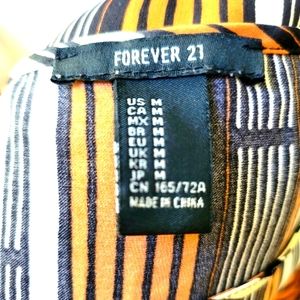 FOREVER 21
US M
CA M
MX M
BR M
EU M
UK M
KR M
JP M
CN 165/72A
MADE IN CHINA